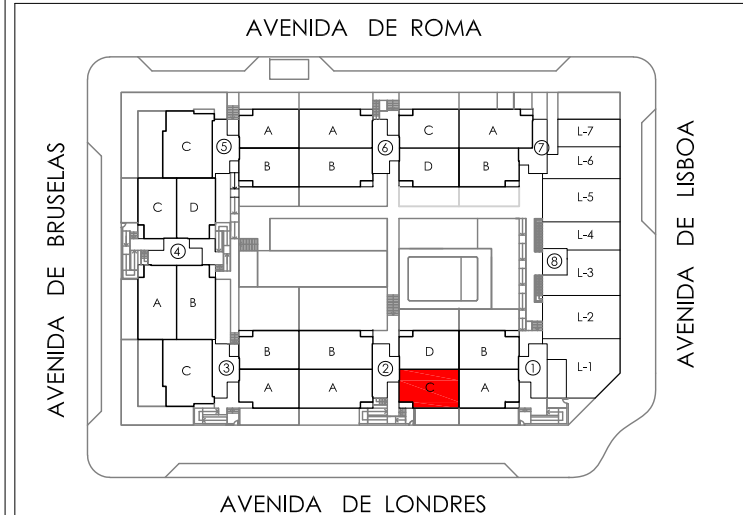 AVENIDA DE ROMA
AVENIDA DE BRUSELAS
AVENIDA DE LISBOA
A A C A L-7
C 5 6 7
B B D B L-6
C D L-5
L-4
4 8
L-3
A B
L-2
B B D B
C 3 2 1 L-1
A A C A
AVENIDA DE LONDRES